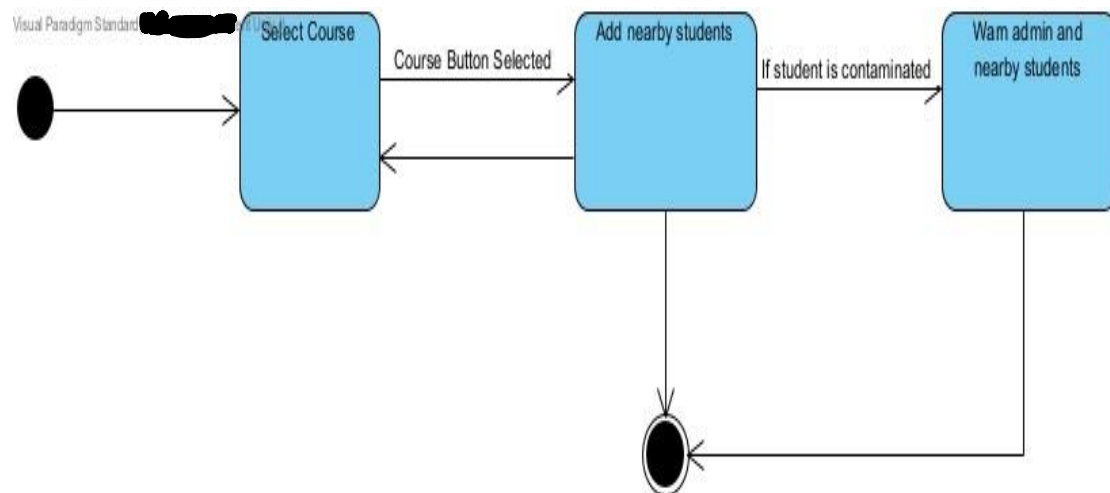 Visual Paradigm Standard
Select Course
Course Button Selected
Add nearby students
If student is contaminated
Warn admin and
nearby students